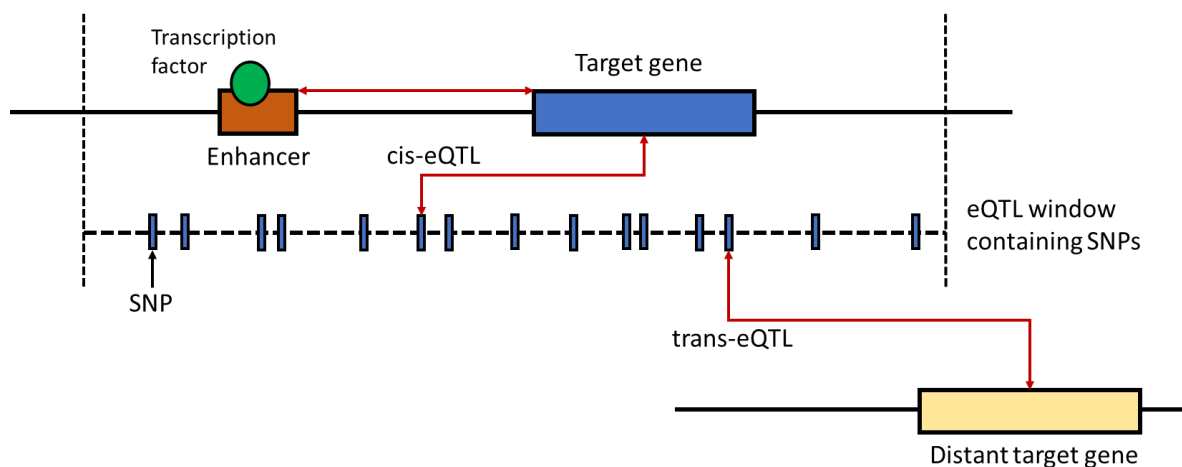 Transcription
factor
Target gene
Enhancer
cis-eQTL
eQTL window
containing SNPs
SNP
trans-eQTL
Distant target gene